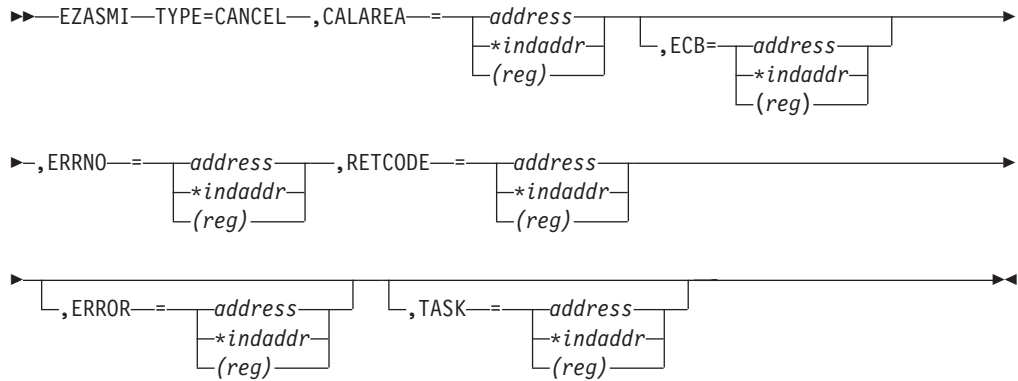 EZASMI TYPE=CANCEL ,CALAREA = address ,ECB= address
*indaddr *indaddr
(reg) (reg)
,ERRNO = address ,RETCODE = address
*indaddr *indaddr
(reg) (reg)
,ERROR = address ,TASK = address
*indaddr *indaddr
(reg) (reg)